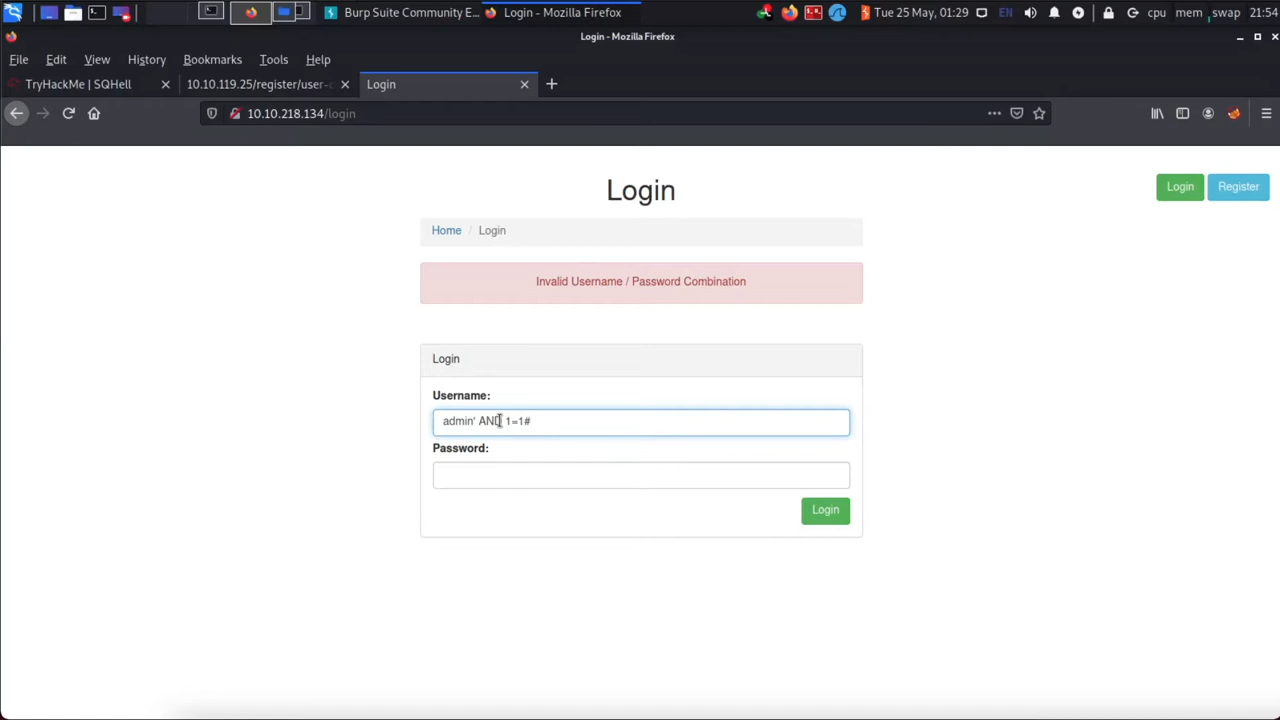 Burp Suite Community E... Login - Mozilla Firefox Tue 25 May, 01:29 EN cpu mem swap 21:54
Login - Mozilla Firefox
File Edit View History Bookmarks Tools Help
TryHackMe | SQHell 10.10.119.25/register/user-c Login
10.10.218.134/login
Login
Login Register
Home / Login
Invalid Username / Password Combination
Login
Username:
admin' AND 1=1#
Password:
Login